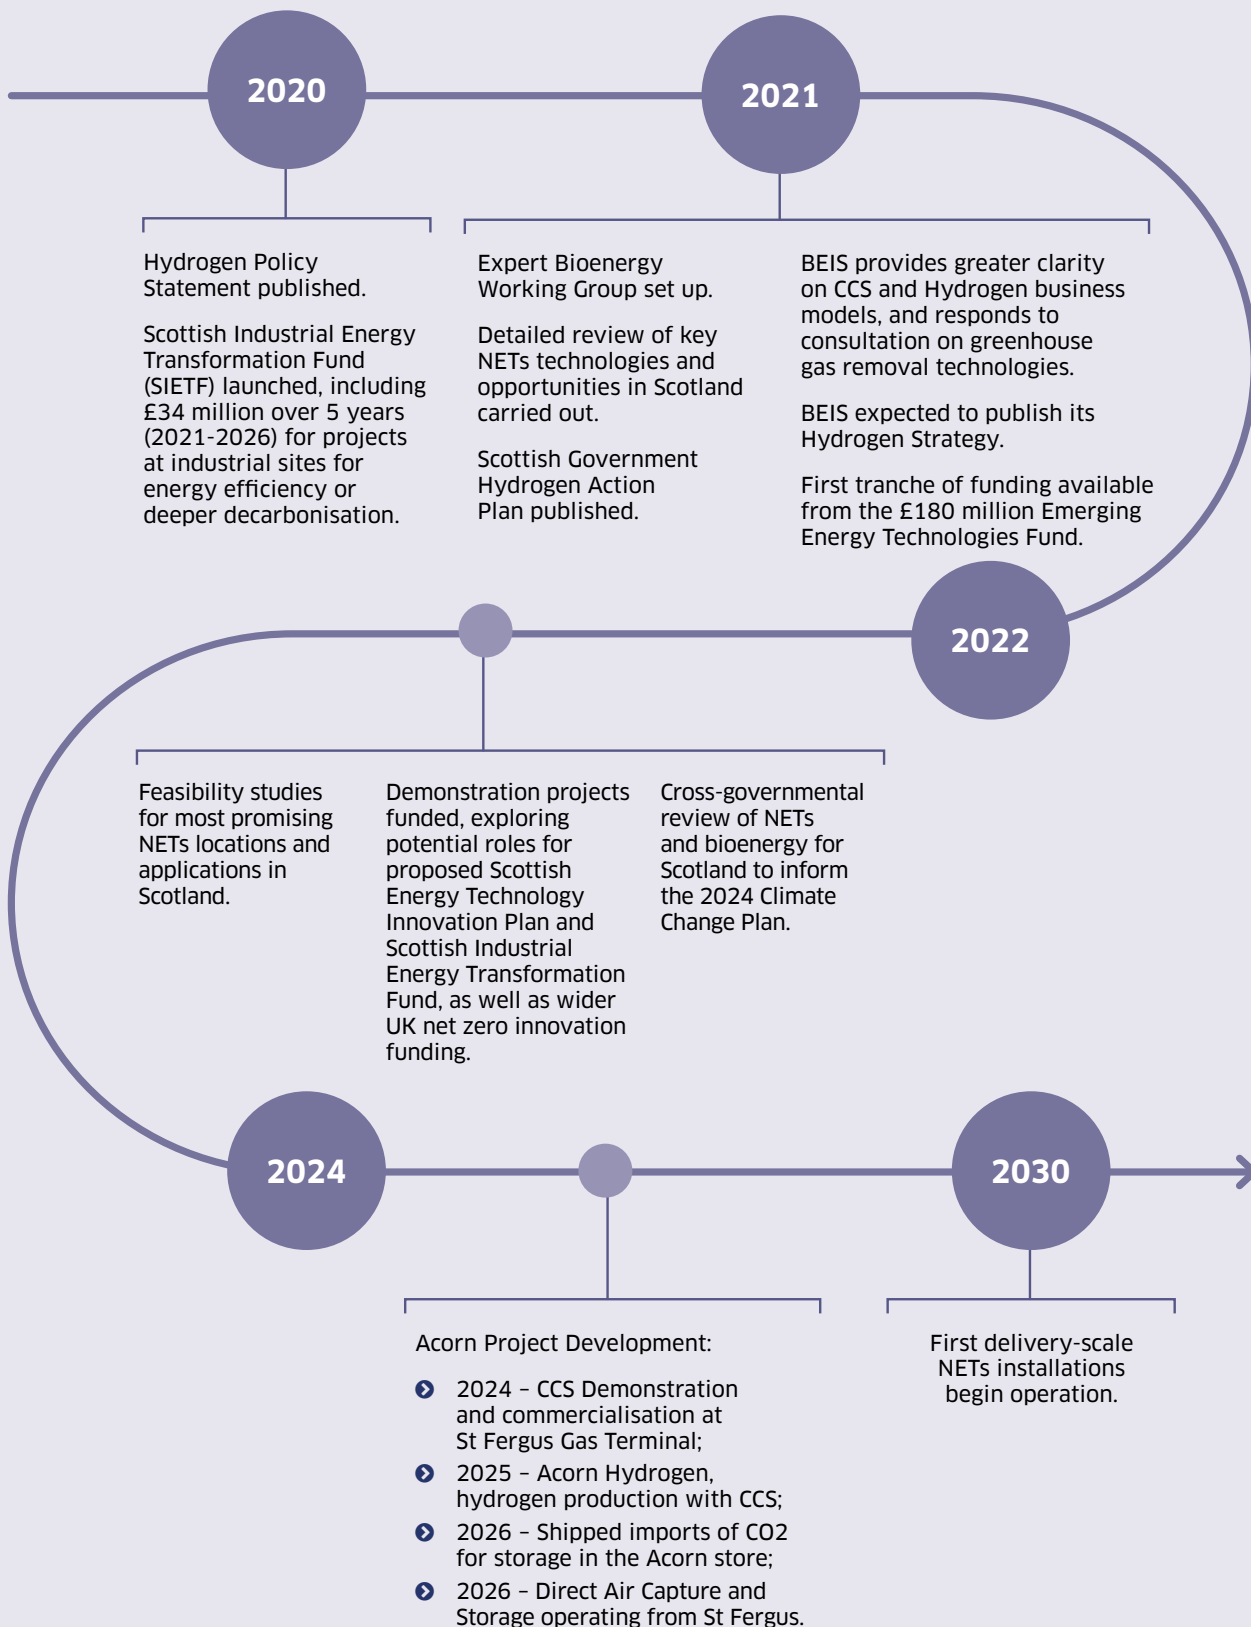 2020
2021
Hydrogen Policy
Statement published.
Scottish Industrial Energy
Transformation Fund
(SIETF) launched, including
£34 million over 5 years
(2021-2026) for projects
at industrial sites for
energy efficiency or
deeper decarbonisation.
Expert Bioenergy
Working Group set up.
Detailed review of key
NETs technologies and
opportunities in Scotland
carried out.
Scottish Government
Hydrogen Action
Plan published.
BEIS provides greater clarity
on CCS and Hydrogen business
models, and responds to
consultation on greenhouse
gas removal technologies.
BEIS expected to publish its
Hydrogen Strategy.
First tranche of funding available
from the £180 million Emerging
Energy Technologies Fund.
2022
Feasibility studies
for most promising
NETs locations and
applications in
Scotland.
Demonstration projects
funded, exploring
potential roles for
proposed Scottish
Energy Technology
Innovation Plan and
Scottish Industrial
Energy Transformation
Fund, as well as wider
UK net zero innovation
funding.
Cross-governmental
review of NETs
and bioenergy for
Scotland to inform
the 2024 Climate
Change Plan.
2024
2030
Acorn Project Development:
2024 – CCS Demonstration
and commercialisation at
St Fergus Gas Terminal;
2025 – Acorn Hydrogen,
hydrogen production with CCS;
2026 – Shipped imports of CO2
for storage in the Acorn store;
2026 – Direct Air Capture and
Storage operating from St Fergus.
First delivery-scale
NETs installations
begin operation.